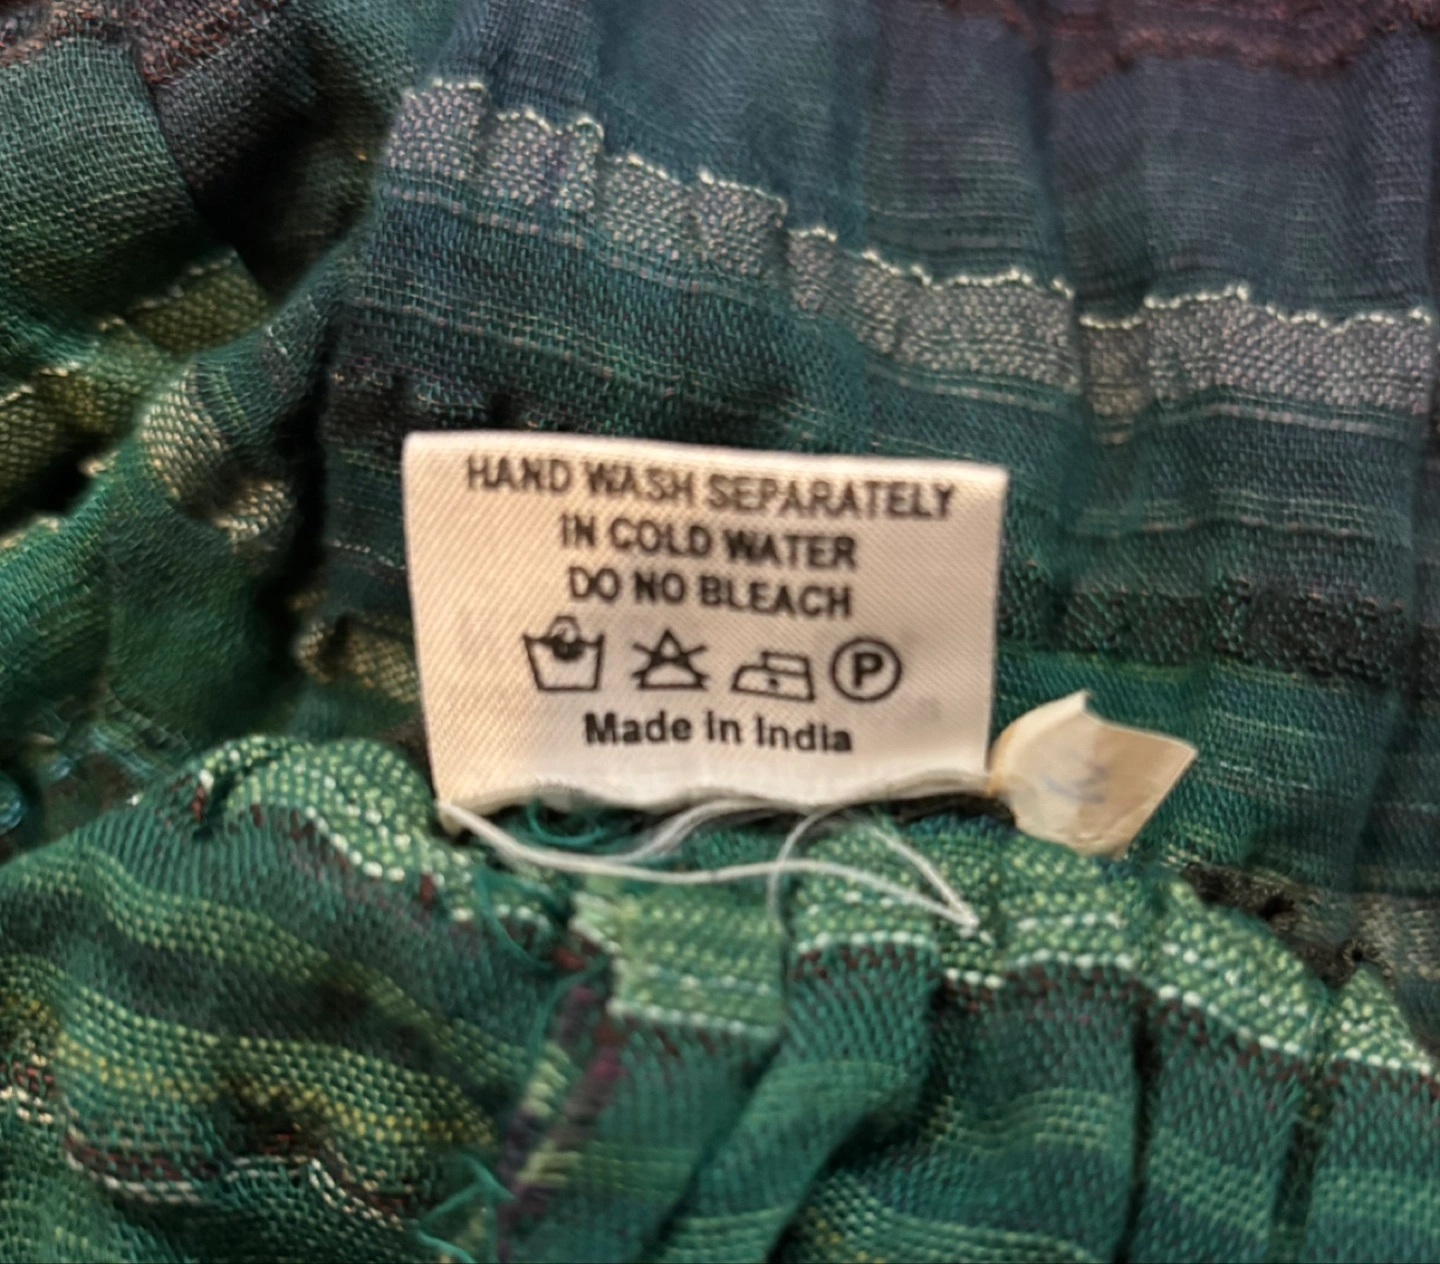 HAND WASH SEPARATELY
IN COLD WATER
DO NO BLEACH
P
Made in India